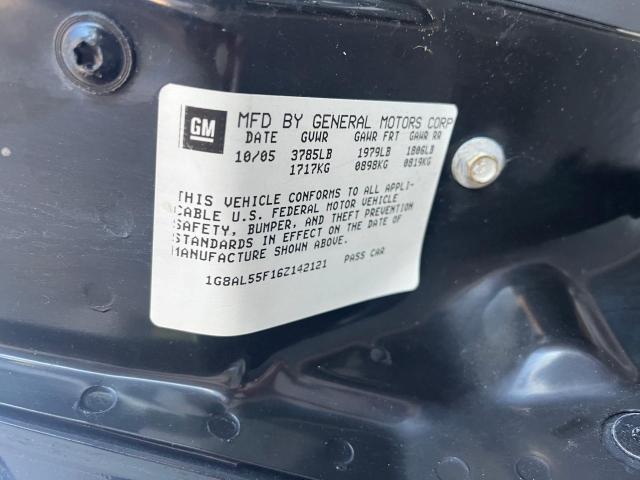 GM MFD BY GENERAL MOTORS CORP
DATE GVWR GAWR FRT GAWR RR
10/05 3785LB 1979LB 1806LB
1717KG 0898KG 0819KG
THIS VEHICLE CONFORMS TO ALL APPLI-
CABLE U.S. FEDERAL MOTOR VEHICLE
SAFETY, BUMPER, AND THEFT PREVENTION
STANDARDS IN EFFECT ON THE DATE OF
MANUFACTURE SHOWN ABOVE.
1G8AL55F16Z142121 PASS CAR